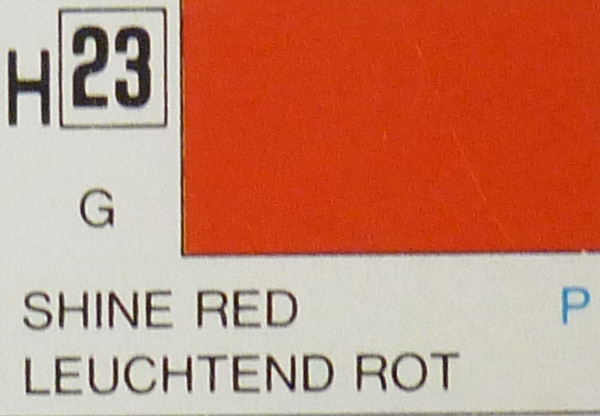 H 23
G
SHINE RED P
LEUCHTEND ROT